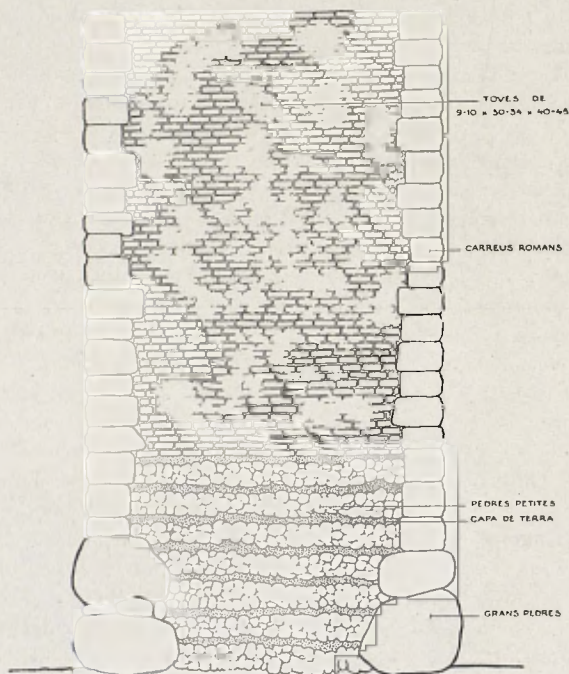 TOVES DE
9-10 x 30-34 x 40-45
CARREUS ROMANS
PEDRES PETITES
CAPA DE TERRA
GRANS PEDRES